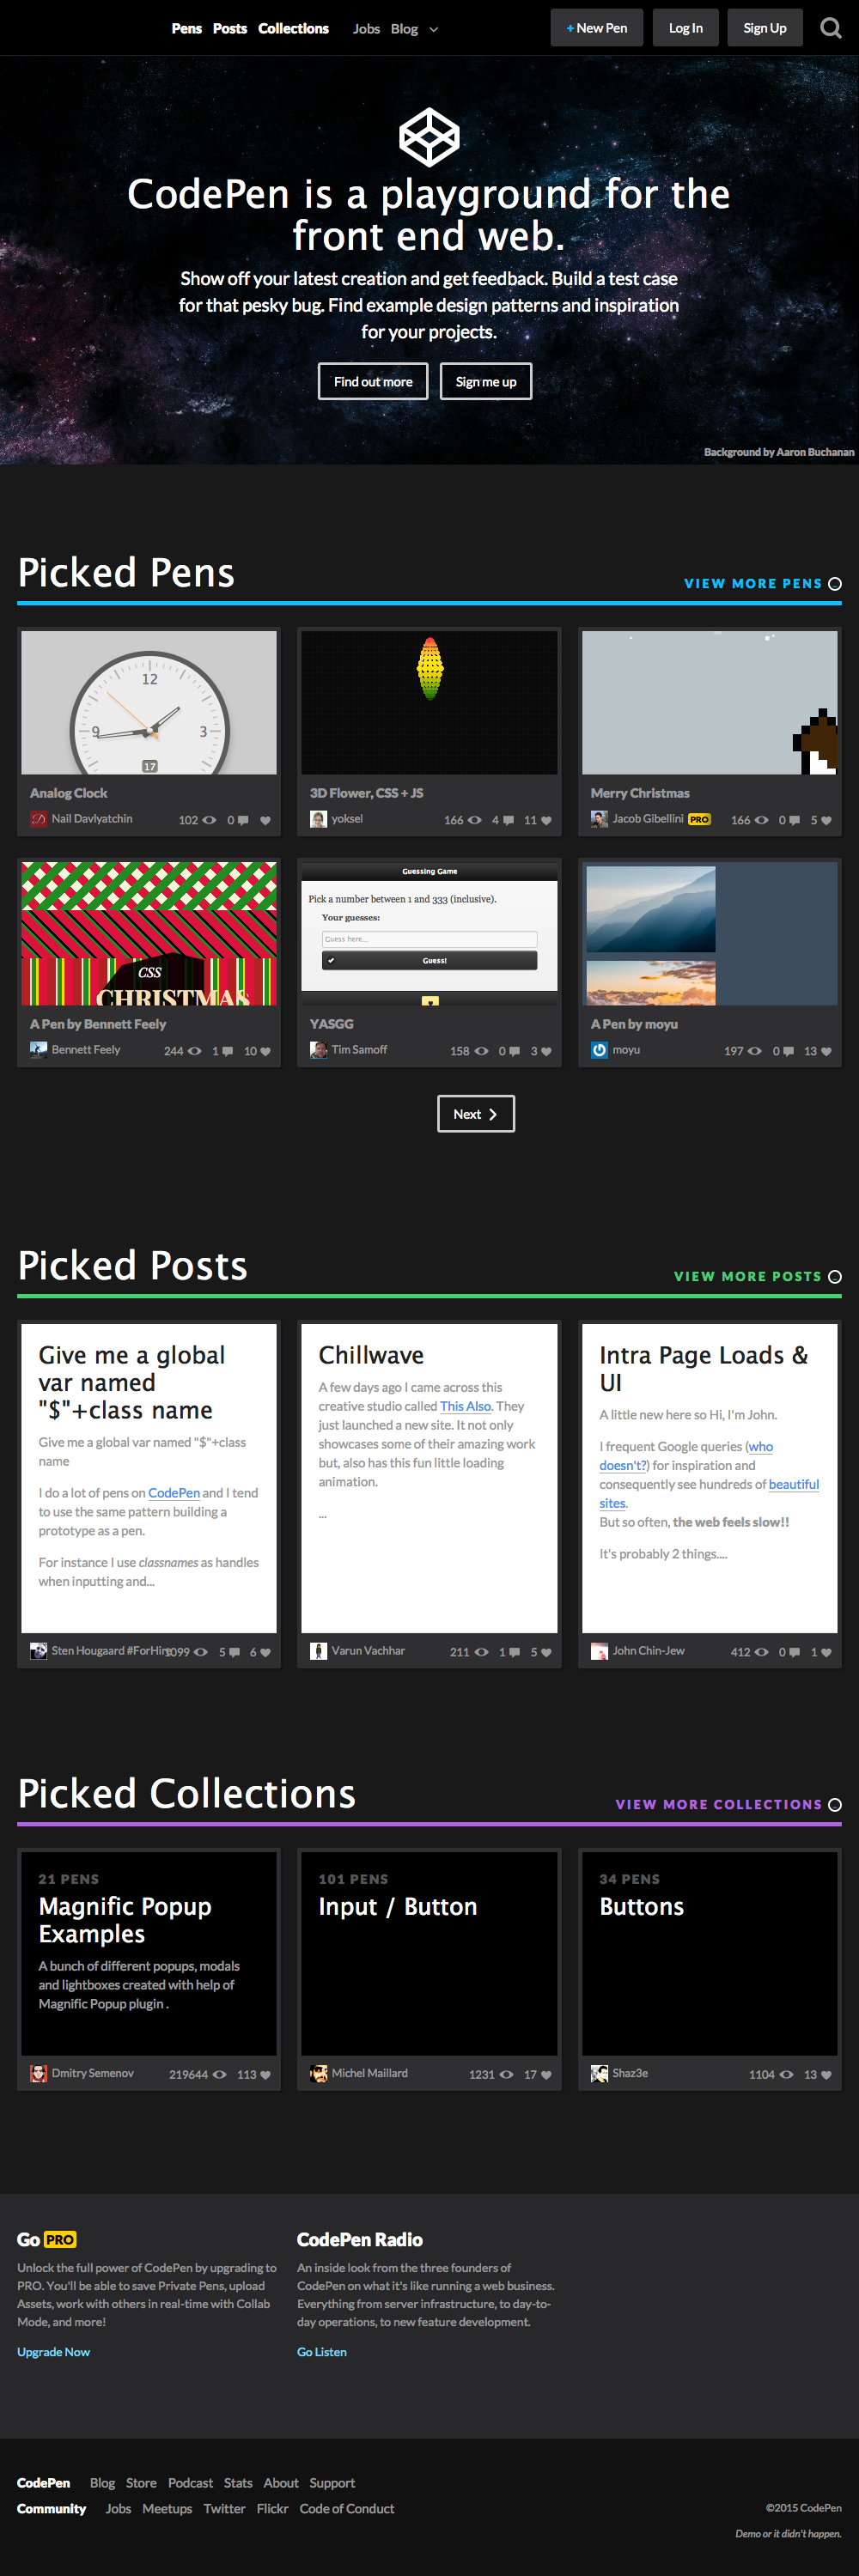 Pens Posts Collections Jobs Blog + New Pen Log In Sign Up
CodePen is a playground for the
front end web.
Show off your latest creation and get feedback. Build a test case
for that pesky bug. Find example design patterns and inspiration
for your projects.
Find out more Sign me up
Background by Aaron Buchanan
Picked Pens VIEW MORE PENS
12
9 3
17
Analog Clock
Nail Davlyatchin 102 0
3D Flower, CSS + JS
yoksel 166 4 11
Merry Christmas
Jacob Gibellini PRO 166 0 5
CSS
CHRISTMAS
A Pen by Bennett Feely
Bennett Feely 244 1 10
Guessing Game
Pick a number between 1 and 333 (inclusive).
Your guesses:
Guess here...
Guess!
YASGG
Tim Samoff 158 0 3
A Pen by moyu
moyu 197 0 13
Next
Picked Posts VIEW MORE POSTS
Give me a global
var named
"$"+class name
Give me a global var named "$"+class
name
I do a lot of pens on CodePen and I tend
to use the same pattern building a
prototype as a pen.
For instance I use classnames as handles
when inputting and...
Sten Hougaard #ForHire 1099 5 6
Chillwave
A few days ago I came across this
creative studio called This Also. They
just launched a new site. It not only
showcases some of their amazing work
but, also has this fun little loading
animation.
...
Varun Vachhar 211 1 5
Intra Page Loads &
UI
A little new here so Hi, I'm John.
I frequent Google queries (who
doesn't?) for inspiration and
consequently see hundreds of beautiful
sites.
But so often, the web feels slow!!
It's probably 2 things....
John Chin-Jew 412 0 1
Picked Collections VIEW MORE COLLECTIONS
21 PENS
Magnific Popup
Examples
A bunch of different popups, modals
and lightboxes created with help of
Magnific Popup plugin .
Dmitry Semenov 219644 113
101 PENS
Input / Button
Michel Maillard 1231 17
34 PENS
Buttons
Shaz3e 1104 13
Go PRO
Unlock the full power of CodePen by upgrading to
PRO. You'll be able to save Private Pens, upload
Assets, work with others in real-time with Collab
Mode, and more!
Upgrade Now
CodePen Radio
An inside look from the three founders of
CodePen on what it's like running a web business.
Everything from server infrastructure, to day-to-
day operations, to new feature development.
Go Listen
CodePen Blog Store Podcast Stats About Support
Community Jobs Meetups Twitter Flickr Code of Conduct
©2015 CodePen
Demo or it didn't happen.